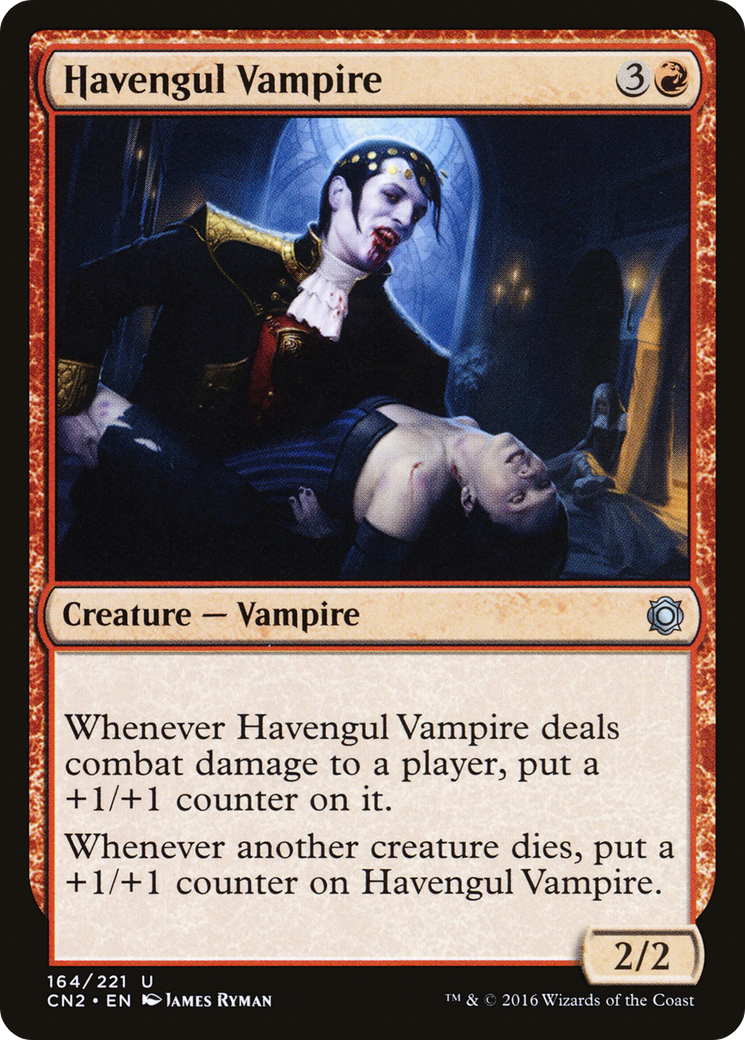 Havengul Vampire 3
Creature — Vampire
Whenever Havengul Vampire deals
combat damage to a player, put a
+1/+1 counter on it.
Whenever another creature dies, put a
+1/+1 counter on Havengul Vampire.
2/2
164/221 U
CN2 • EN JAMES RYMAN
™ & © 2016 Wizards of the Coast